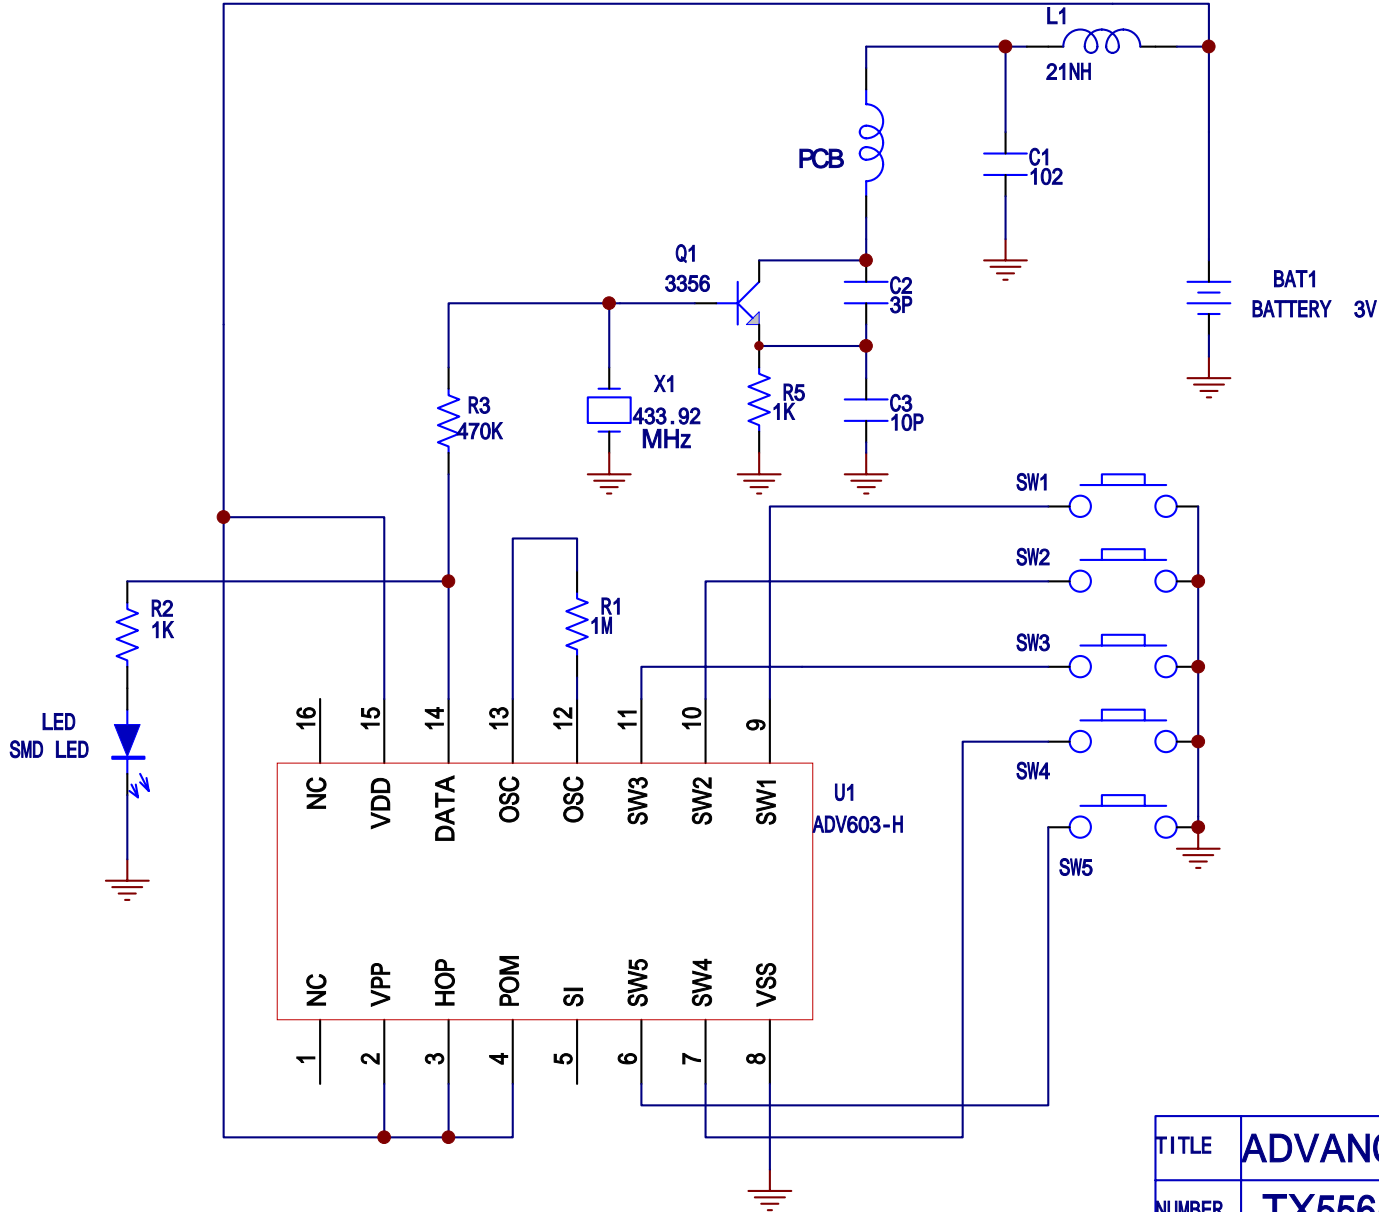 L1
21NH
PCB
C1
102
Q1
3356
C2
3P
BAT1
BATTERY 3V
X1
433.92
MHz
R5
1K
C3
10P
R3
470K
SW1
SW2
R2
1K
R1
1M
SW3
LED
SMD LED
16
15
14
13
12
11
10
9
SW4
NC
VDD
DATA
OSC
OSC
SW3
SW2
SW1
U1
ADV603-H
SW5
NC
VPP
HOP
POM
SI
SW5
SW4
VSS
1
2
3
4
5
6
7
8
TITLE
NUMBER
TX556